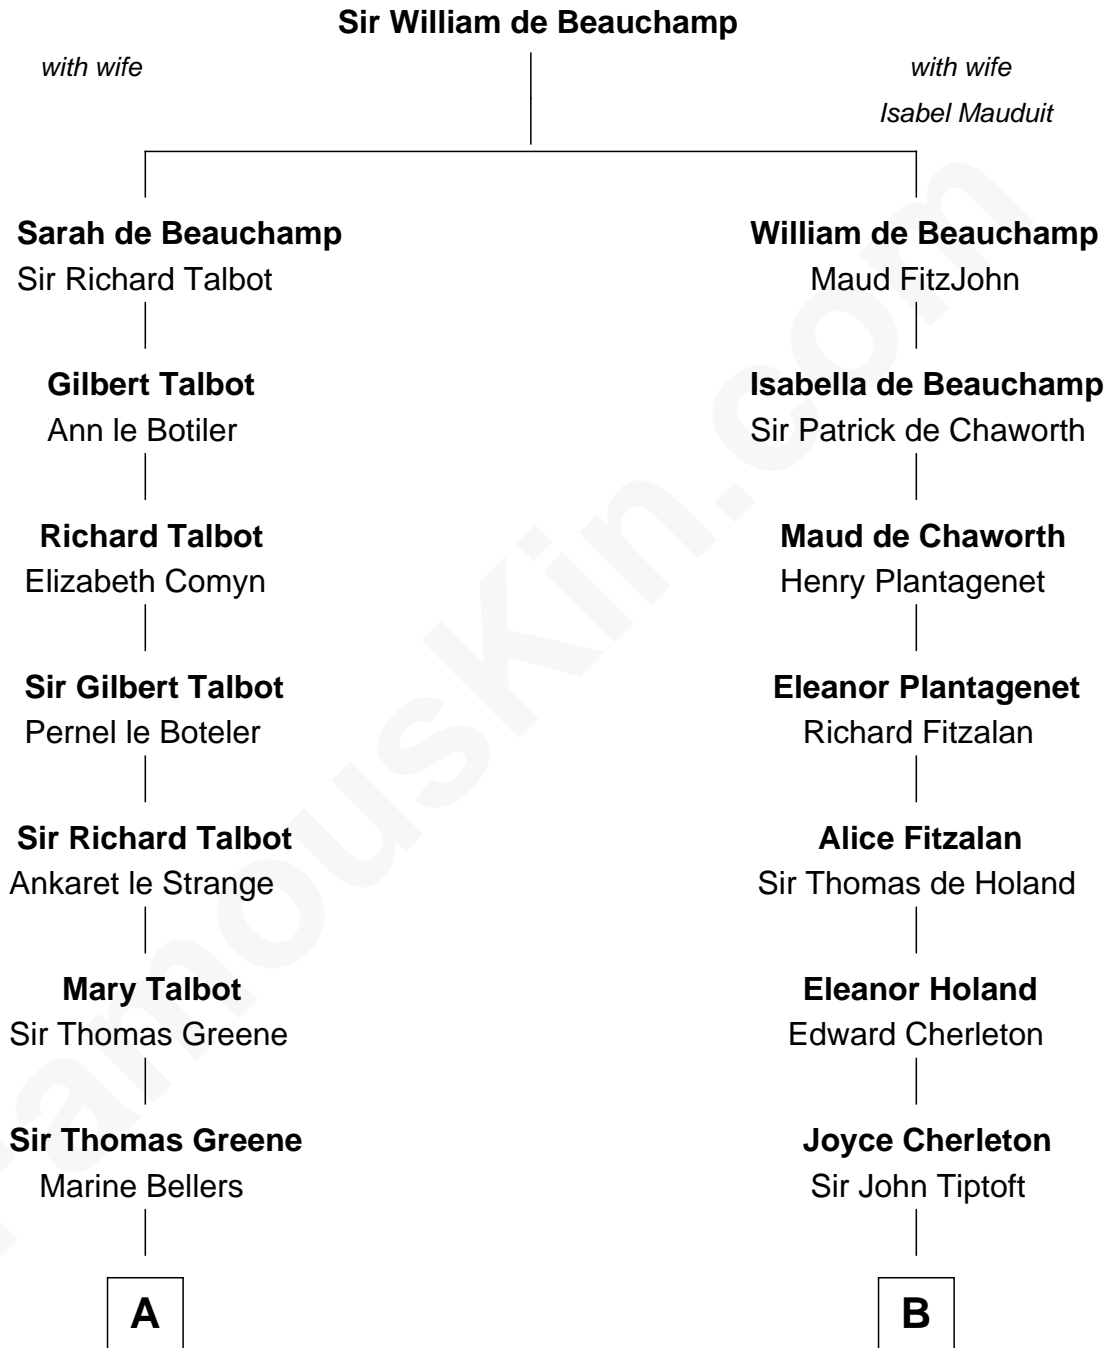 Sir William de Beauchamp
with wife
with wife
Isabel Mauduit
Sarah de Beauchamp
Sir Richard Talbot
William de Beauchamp
Maud FitzJohn
Gilbert Talbot
Ann le Botiler
Isabella de Beauchamp
Sir Patrick de Chaworth
Richard Talbot
Elizabeth Comyn
Maud de Chaworth
Henry Plantagenet
Sir Gilbert Talbot
Pernel le Boteler
Eleanor Plantagenet
Richard Fitzalan
Sir Richard Talbot
Ankaret le Strange
Alice Fitzalan
Sir Thomas de Holand
Mary Talbot
Sir Thomas Greene
Eleanor Holand
Edward Cherleton
Sir Thomas Greene
Marine Bellers
Joyce Cherleton
Sir John Tiptoft
A
B
FamousKin.com